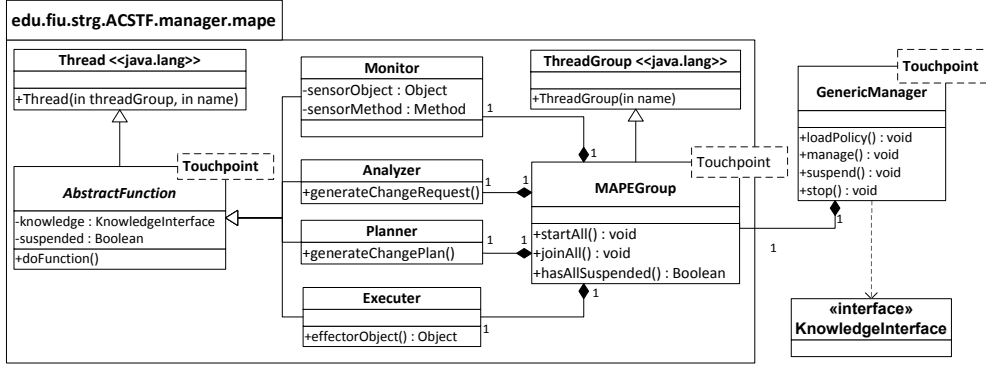 edu.fiu.strg.ACSTF.manager.mape
Thread <<java.lang>>
+Thread(in threadGroup, in name)
Touchpoint
AbstractFunction
-knowledge : KnowledgeInterface
-suspended : Boolean
+doFunction()
Monitor
-sensorObject : Object
-sensorMethod : Method
1
Analyzer
+generateChangeRequest()
1
Planner
+generateChangePlan()
1
Executer
+effectorObject() : Object
1
ThreadGroup <<java.lang>>
+ThreadGroup(in name)
Touchpoint
MAPEGroup
+startAll() : void
+joinAll() : void
+hasAllSuspended() : Boolean
1
1
1
1
1
Touchpoint
GenericManager
+loadPolicy() : void
+manage() : void
+suspend() : void
+stop() : void
1
«interface»
KnowledgeInterface